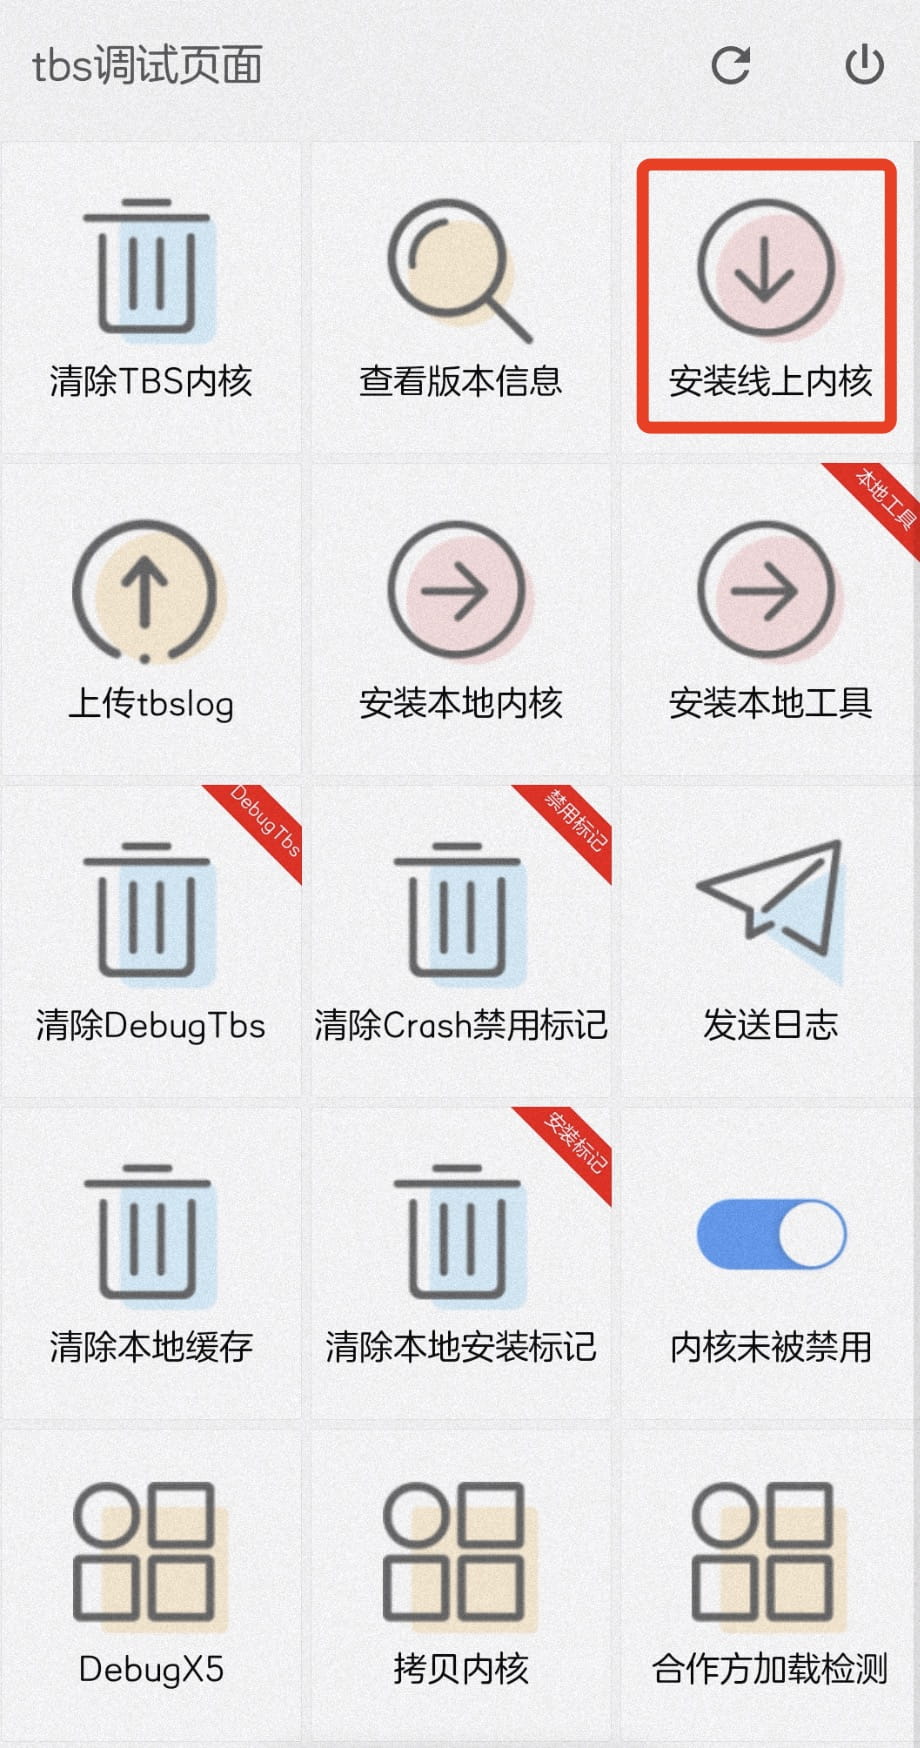 tbs调试页面
清除TBS内核
查看版本信息
安装线上内核
本地工具
上传tbslog
安装本地内核
安装本地工具
DebugTbs
禁用标记
清除DebugTbs
清除Crash禁用标记
发送日志
安装标记
清除本地缓存
清除本地安装标记
内核未被禁用
DebugX5
拷贝内核
合作方加载检测